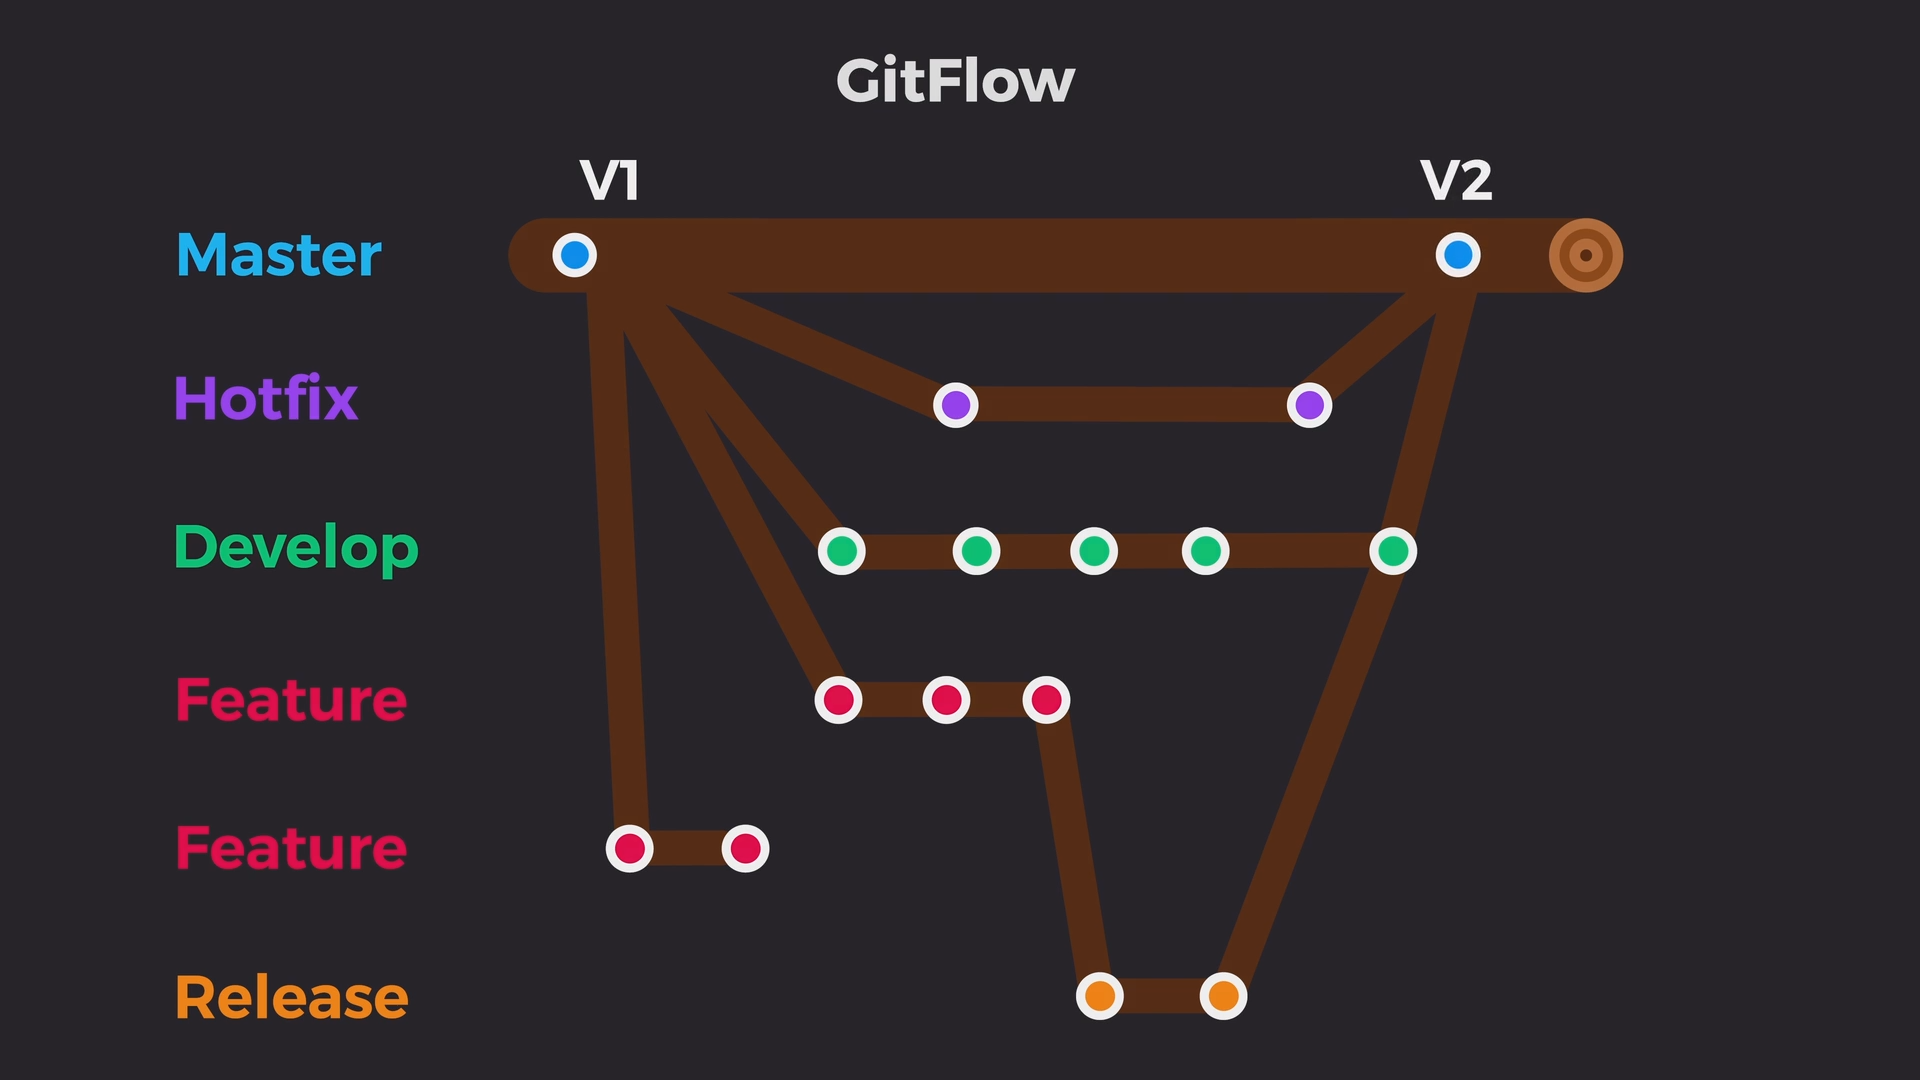 GitFlow
V1
V2
Master
Hotfix
Develop
Feature
Feature
Release